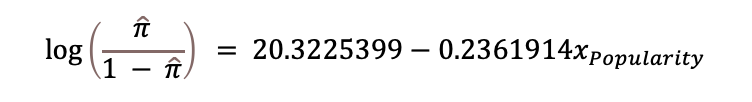 log(π̂ / (1 − π̂)) = 20.3225399 − 0.2361914x_Popularity